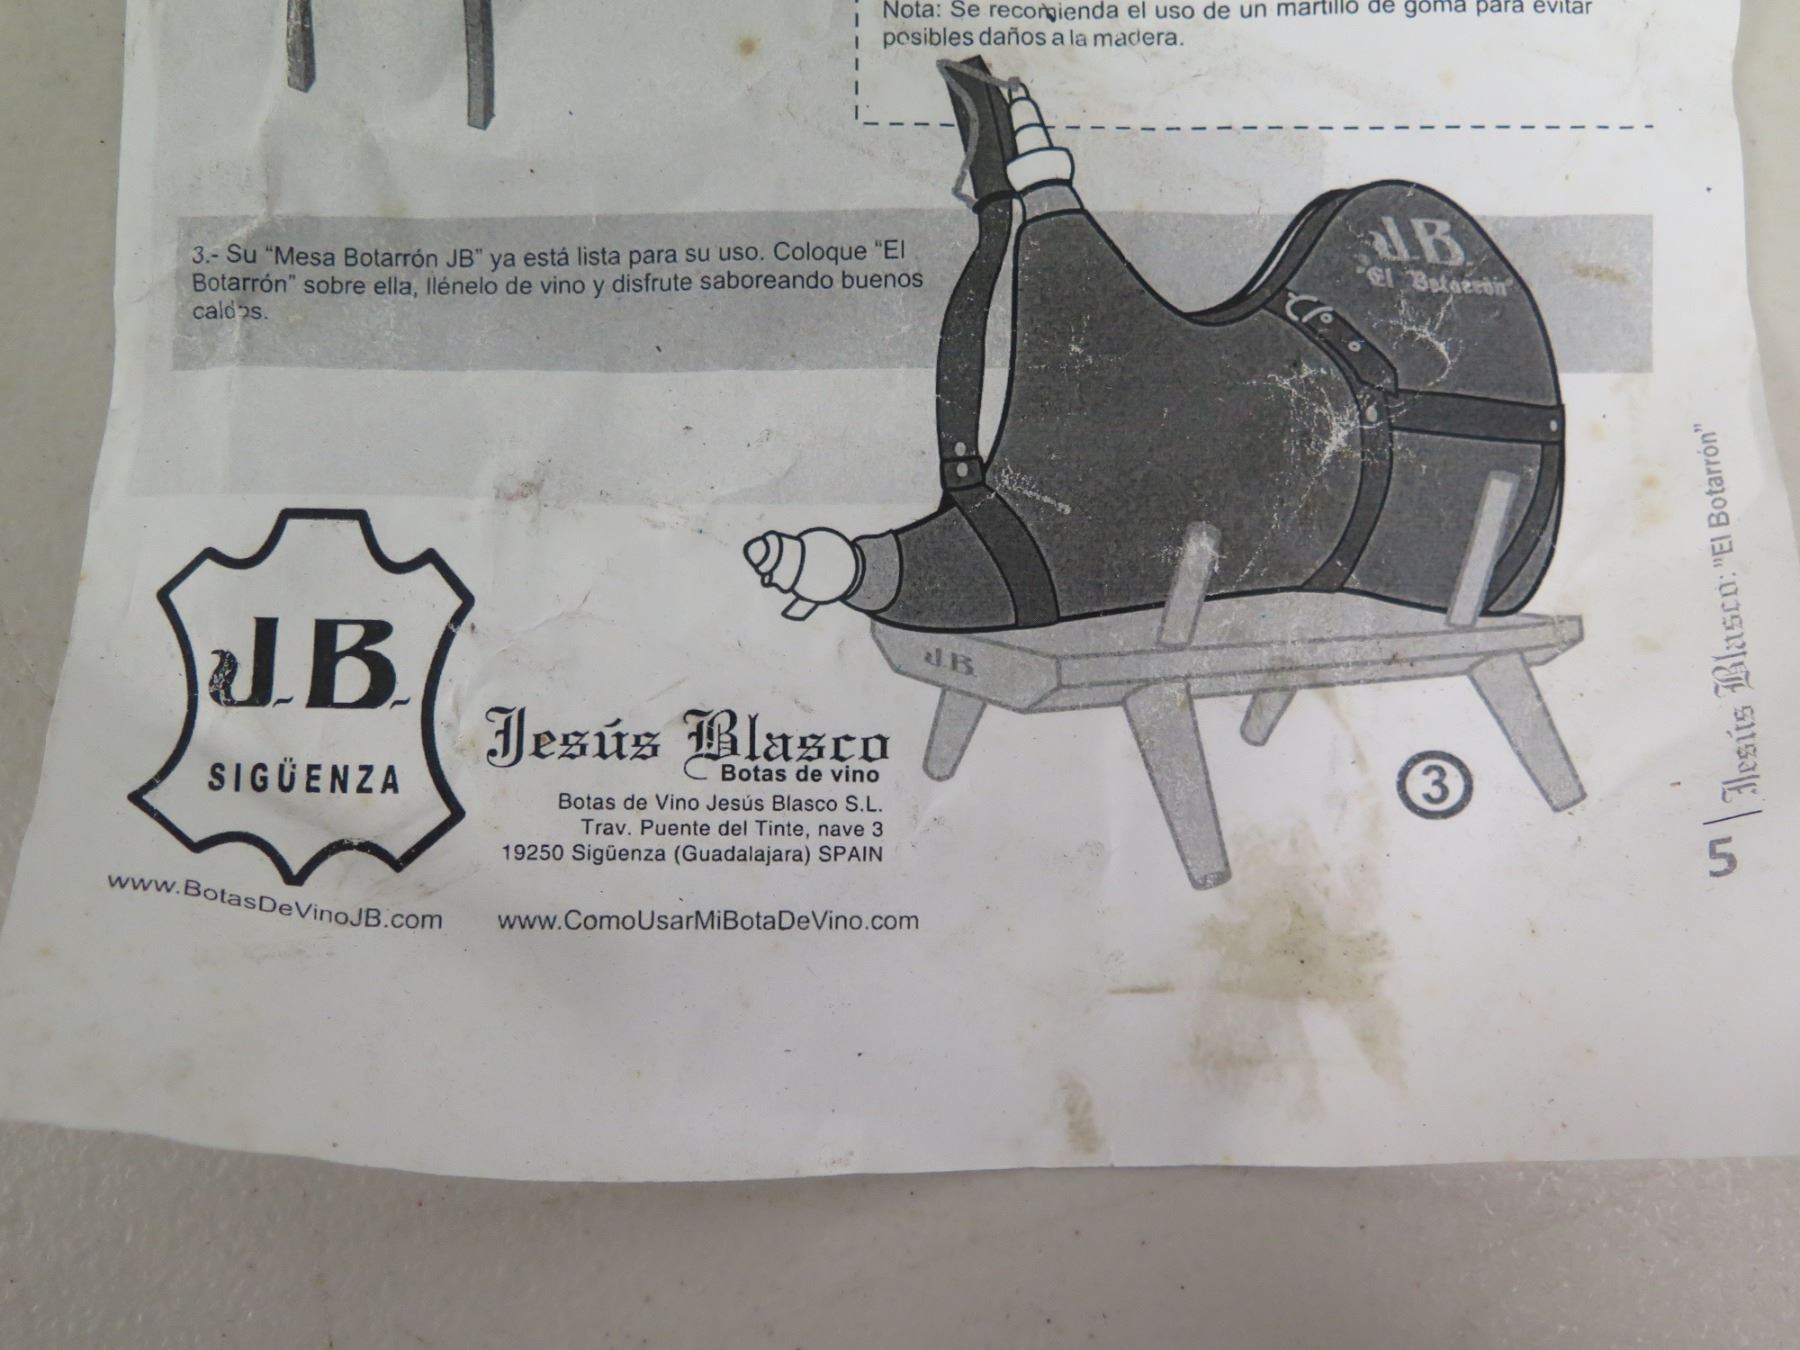 Nota: Se recomienda el uso de un martillo de goma para evitar
posibles daños a la madera.
3.- Su "Mesa Botarrón JB" ya está lista para su uso. Coloque "El
Botarrón" sobre ella, llénelo de vino y disfrute saboreando buenos
caldos.
J.B.
"El Botarrón"
J.B.
3
J.B.
SIGÜENZA
www.BotasDeVinoJB.com
Jesús Blasco
Botas de vino
Botas de Vino Jesús Blasco S.L.
Trav. Puente del Tinte, nave 3
19250 Sigüenza (Guadalajara) SPAIN
www.ComoUsarMiBotaDeVino.com
5 | Jesús Blasco: "El Botarrón"